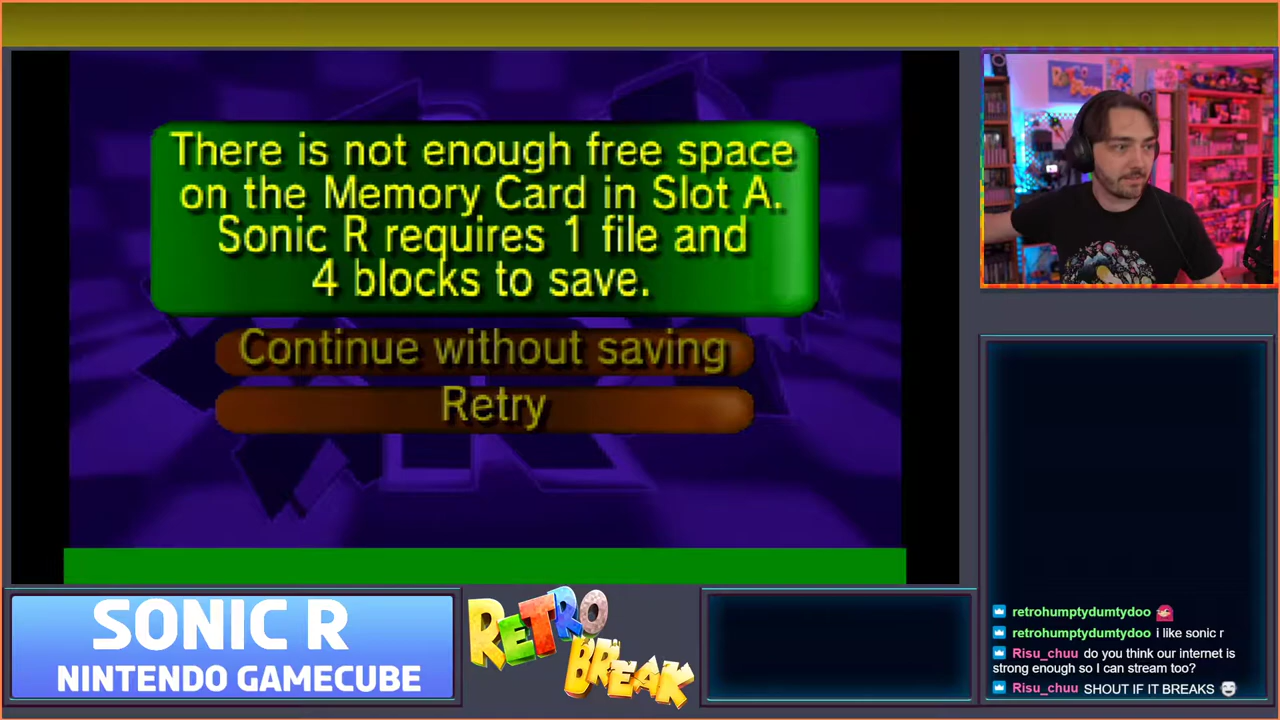 There is not enough free space
on the Memory Card in Slot A.
Sonic R requires 1 file and
4 blocks to save.
Continue without saving
Retry
RETRO
BREAK
SONIC R
NINTENDO GAMECUBE
RETRO
BREAK
retrohumptydumtydoo
retrohumptydumtydoo i like sonic r
Risu_chuu do you think our internet is
strong enough so I can stream too?
Risu_chuu SHOUT IF IT BREAKS